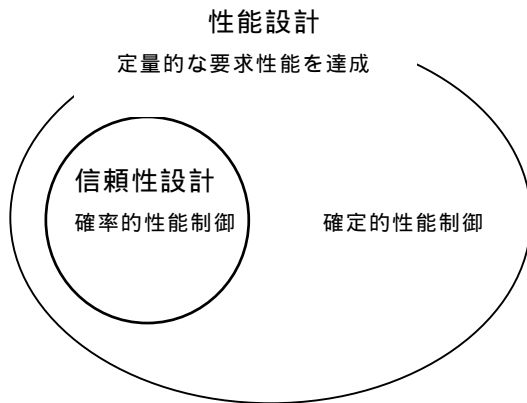 性能設計
定量的な要求性能を達成
信頼性設計
確率的性能制御
確定的性能制御